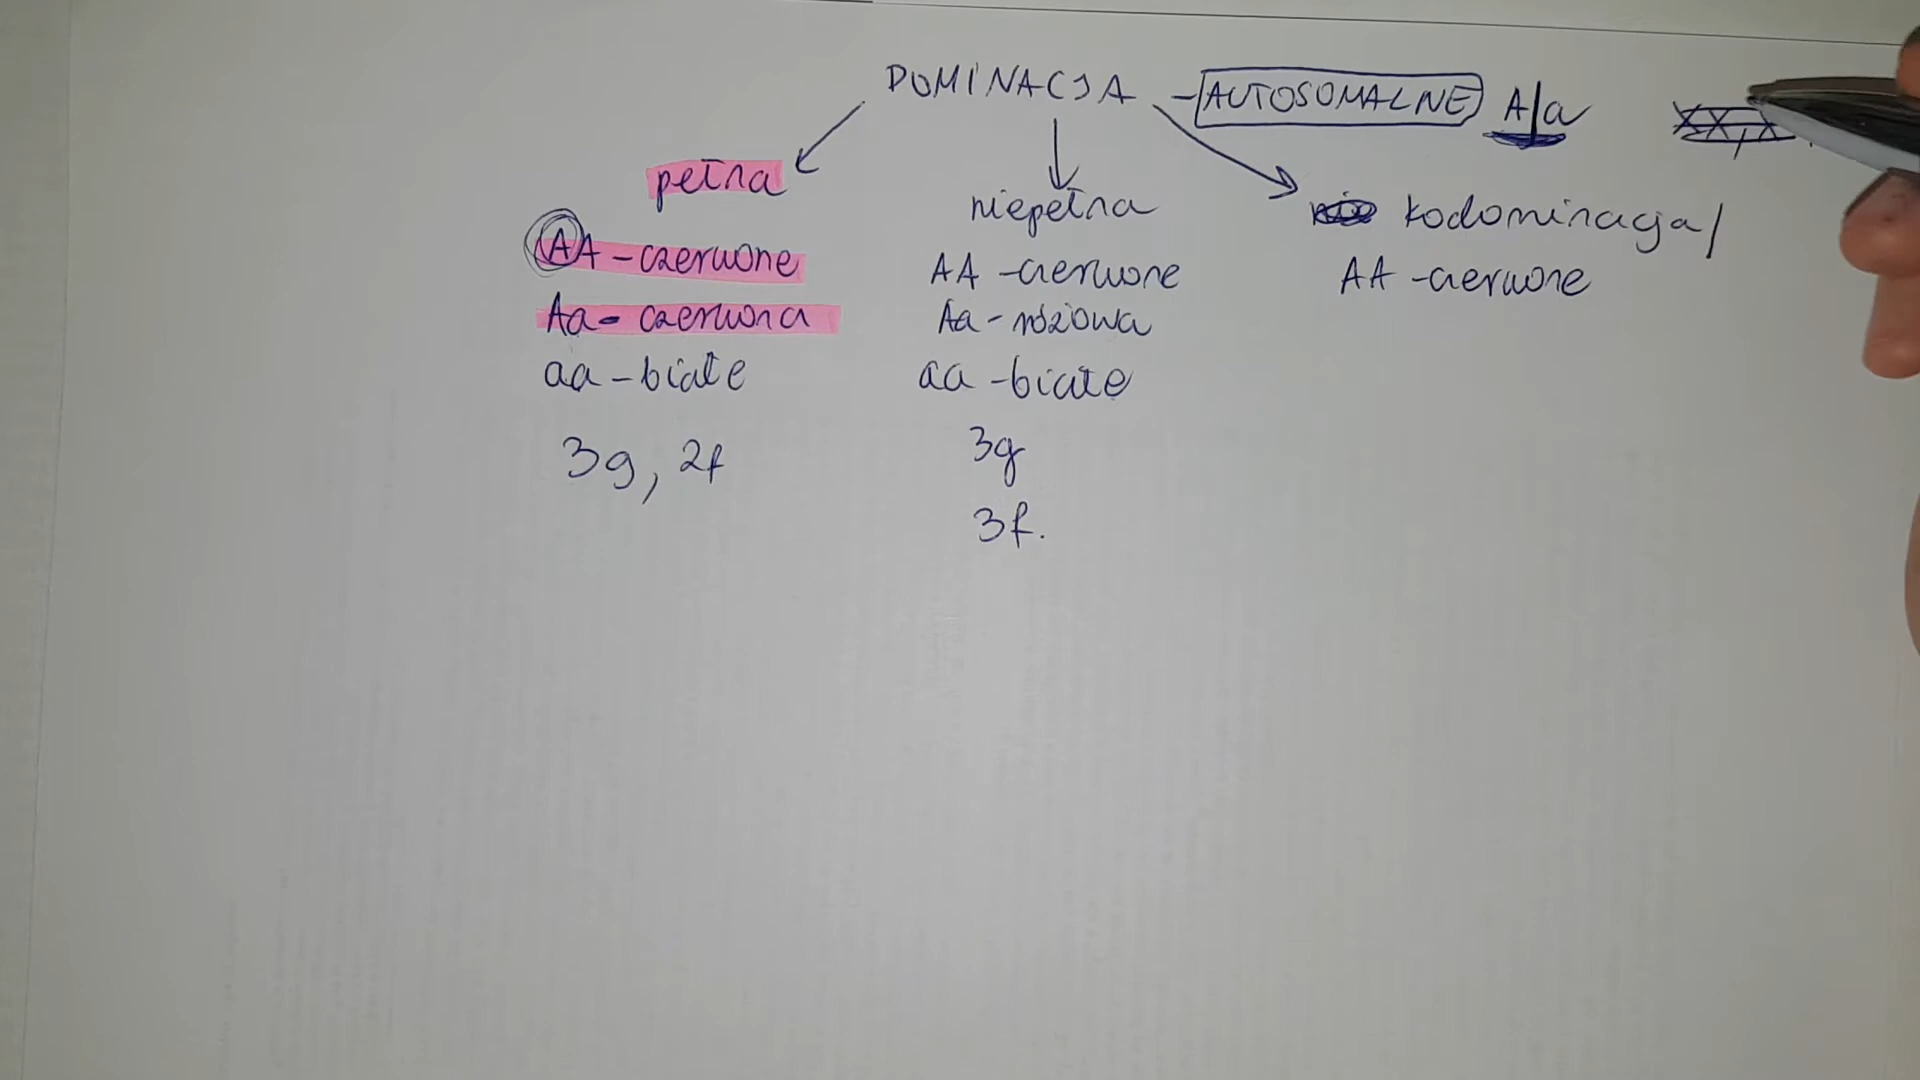 DOMINACJA - AUTOSOMALNE A/a
pełna
AA - czerwone
Aa - czerwona
aa - białe
3g, 2f
niepełna
AA - czerwone
Aa - różowa
aa - białe
3g
3f.
kodominacja/
AA - czerwone